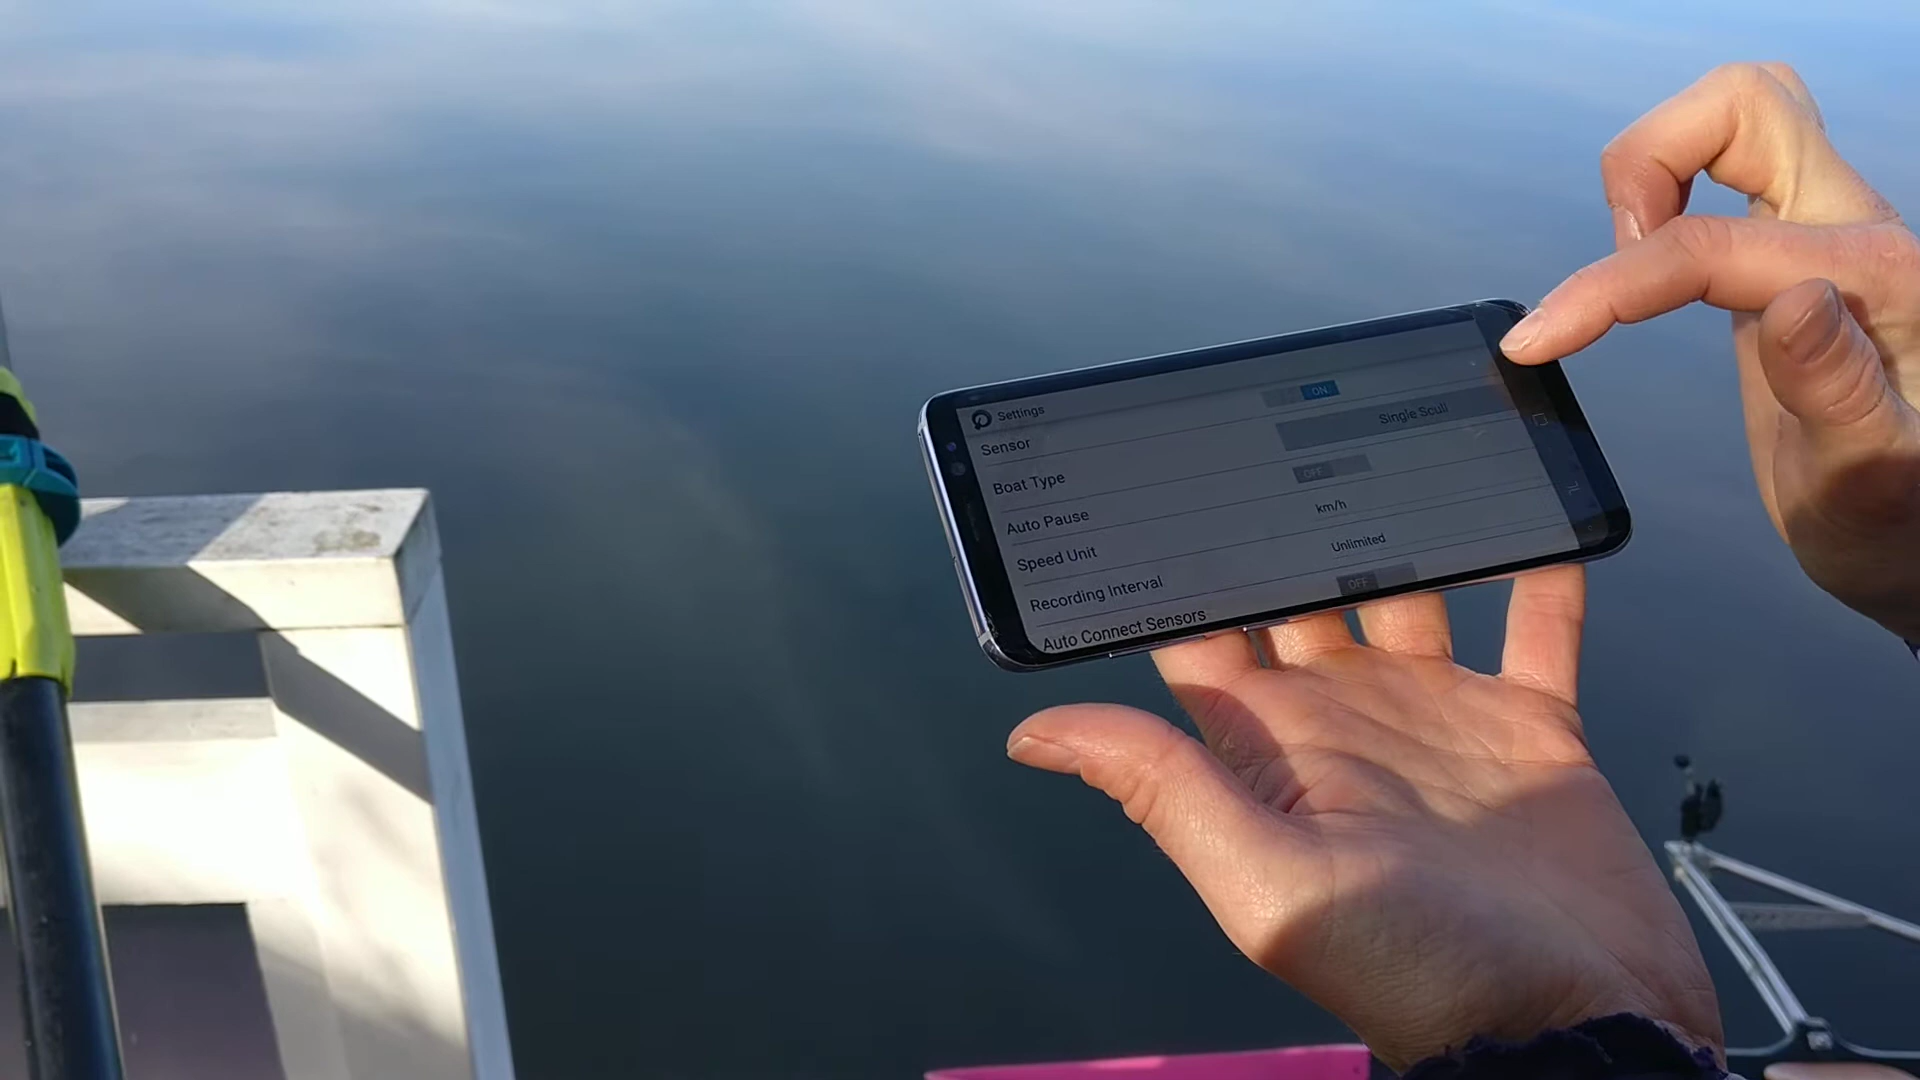 Settings
Sensor ON
Boat Type Single Scull
Auto Pause OFF
Speed Unit km/h
Recording Interval Unlimited
Auto Connect Sensors OFF